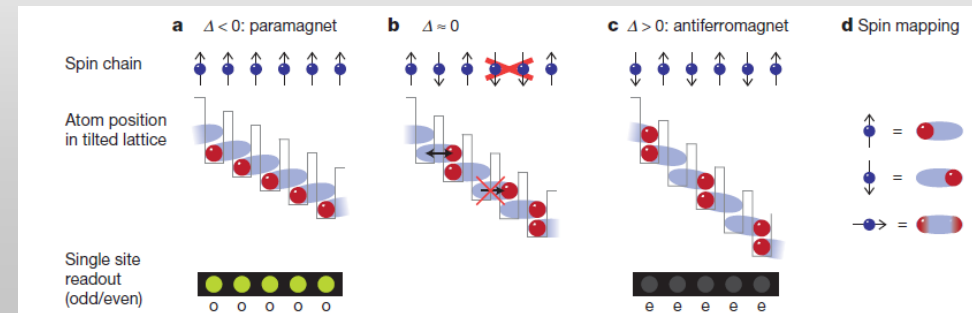 a Δ < 0: paramagnet
b Δ ≈ 0
c Δ > 0: antiferromagnet
d Spin mapping
Spin chain
Atom position
in tilted lattice
=
=
=
Single site
readout
(odd/even)
o o o o o
e e e e e